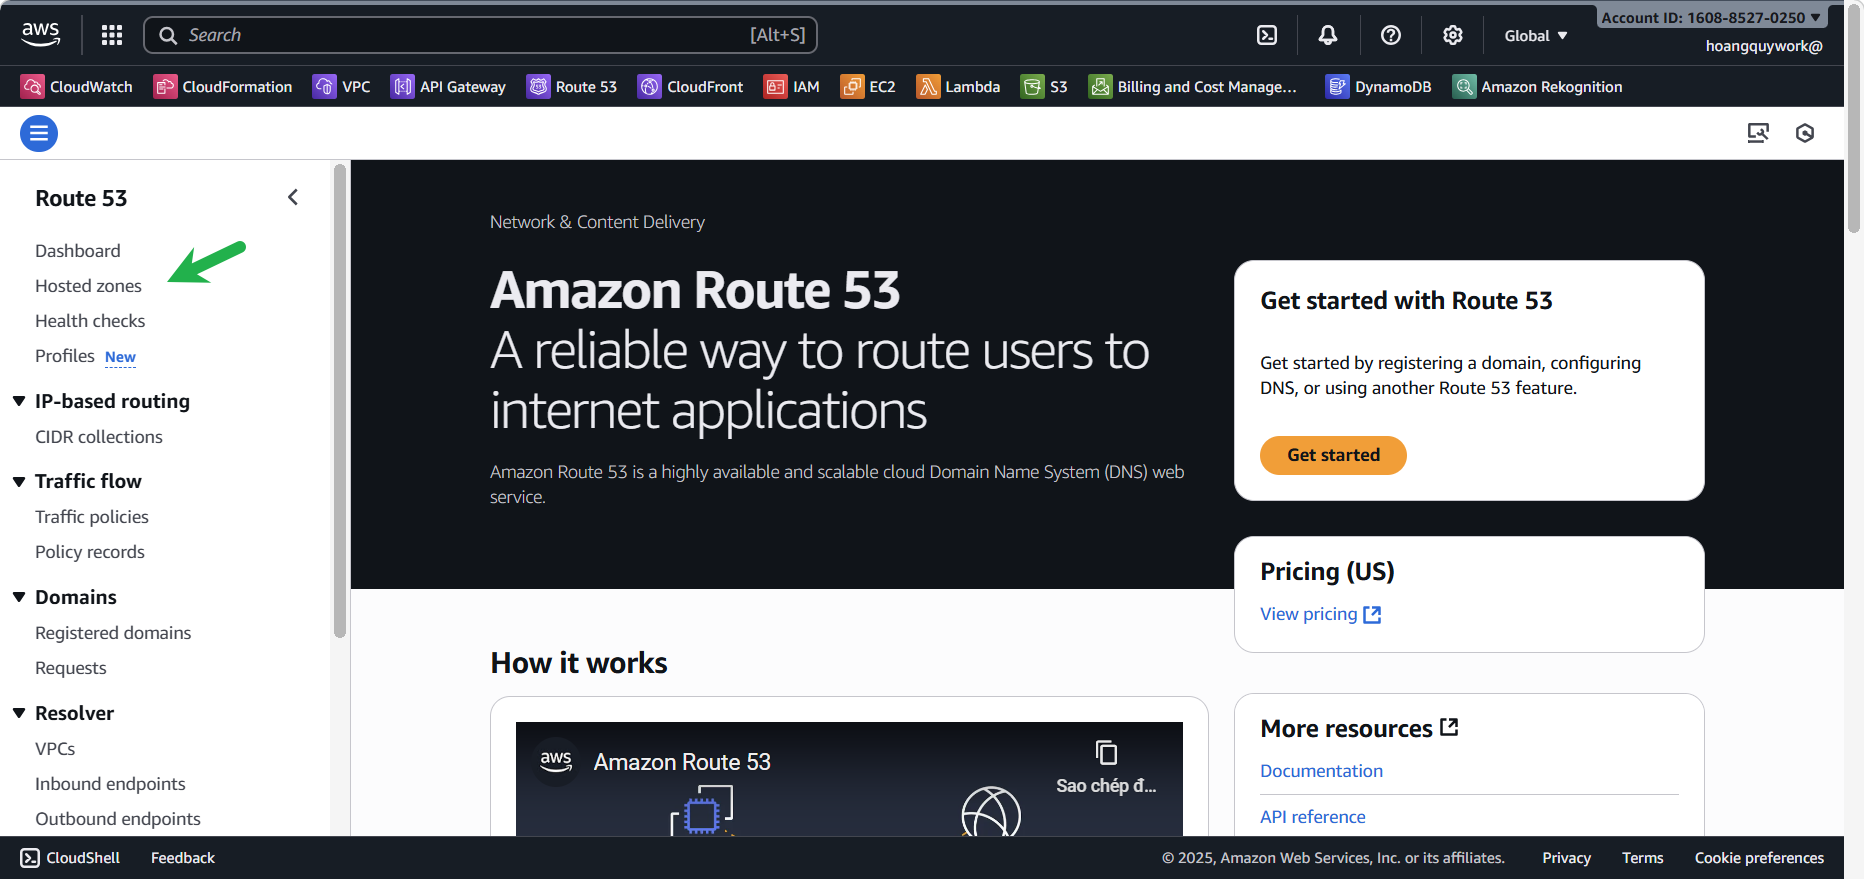 aws
Search
[Alt+S]
Global
Account ID: 1608-8527-0250
hoangquywork@
CloudWatch
CloudFormation
VPC
API Gateway
Route 53
CloudFront
IAM
EC2
Lambda
S3
Billing and Cost Manage...
DynamoDB
Amazon Rekognition
Route 53
Dashboard
Hosted zones
Health checks
Profiles New
IP-based routing
CIDR collections
Traffic flow
Traffic policies
Policy records
Domains
Registered domains
Requests
Resolver
VPCs
Inbound endpoints
Outbound endpoints
Network & Content Delivery
Amazon Route 53
A reliable way to route users to
internet applications
Amazon Route 53 is a highly available and scalable cloud Domain Name System (DNS) web
service.
Get started with Route 53
Get started by registering a domain, configuring
DNS, or using another Route 53 feature.
Get started
Pricing (US)
View pricing
How it works
aws
Amazon Route 53
Sao chép đ...
More resources
Documentation
API reference
CloudShell
Feedback
© 2025, Amazon Web Services, Inc. or its affiliates.
Privacy
Terms
Cookie preferences